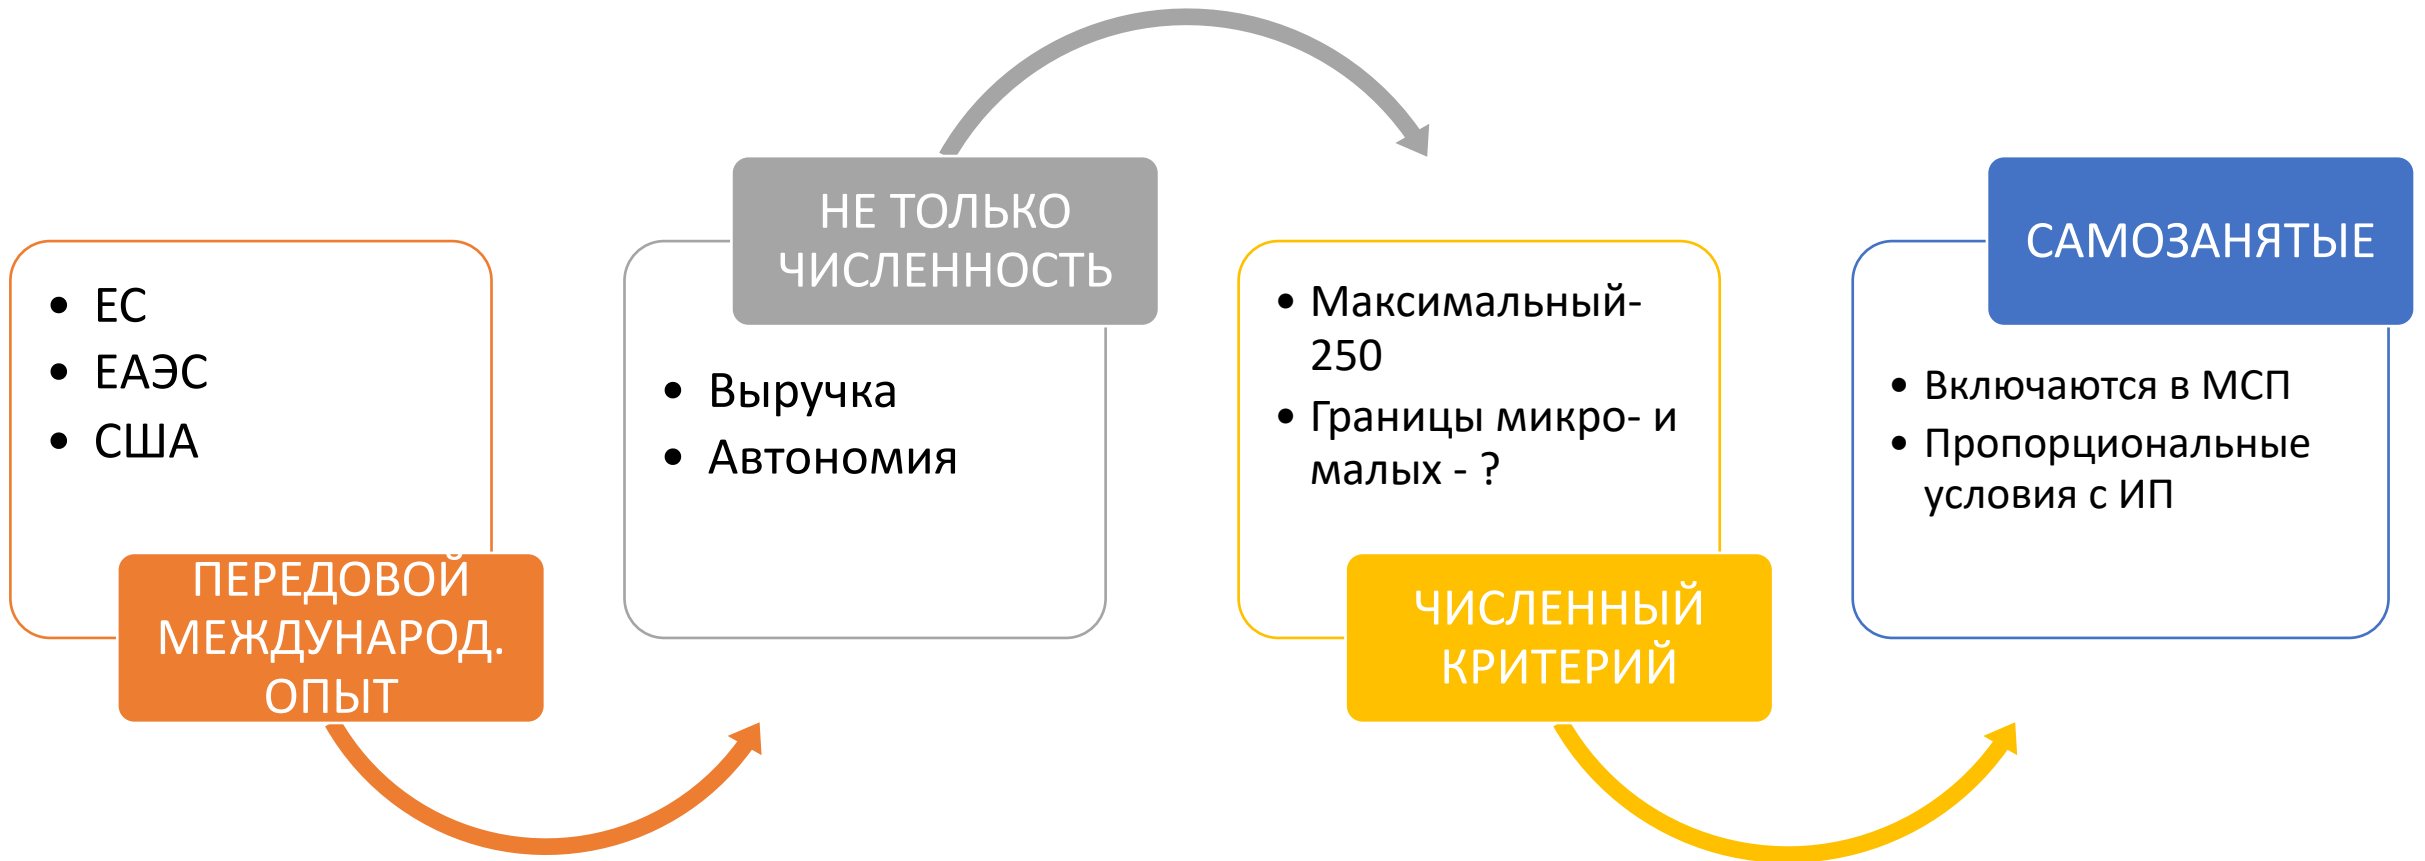 • ЕС
• ЕАЭС
• США
ПЕРЕДОВОЙ
МЕЖДУНАРОД.
ОПЫТ
НЕ ТОЛЬКО
ЧИСЛЕННОСТЬ
• Выручка
• Автономия
• Максимальный-
250
• Границы микро- и
малых - ?
ЧИСЛЕННЫЙ
КРИТЕРИЙ
САМОЗАНЯТЫЕ
• Включаются в МСП
• Пропорциональные
условия с ИП